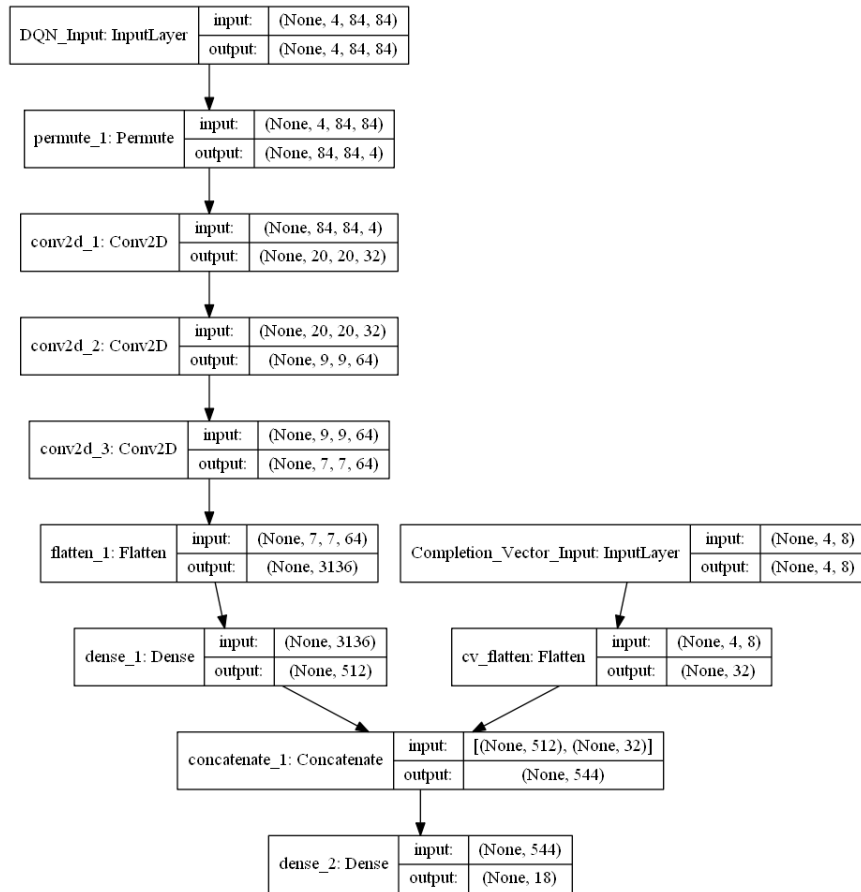 DQN_Input: InputLayer
input: (None, 4, 84, 84)
output: (None, 4, 84, 84)
permute_1: Permute
input: (None, 4, 84, 84)
output: (None, 84, 84, 4)
conv2d_1: Conv2D
input: (None, 84, 84, 4)
output: (None, 20, 20, 32)
conv2d_2: Conv2D
input: (None, 20, 20, 32)
output: (None, 9, 9, 64)
conv2d_3: Conv2D
input: (None, 9, 9, 64)
output: (None, 7, 7, 64)
flatten_1: Flatten
input: (None, 7, 7, 64)
output: (None, 3136)
Completion_Vector_Input: InputLayer
input: (None, 4, 8)
output: (None, 4, 8)
dense_1: Dense
input: (None, 3136)
output: (None, 512)
cv_flatten: Flatten
input: (None, 4, 8)
output: (None, 32)
concatenate_1: Concatenate
input: [(None, 512), (None, 32)]
output: (None, 544)
dense_2: Dense
input: (None, 544)
output: (None, 18)